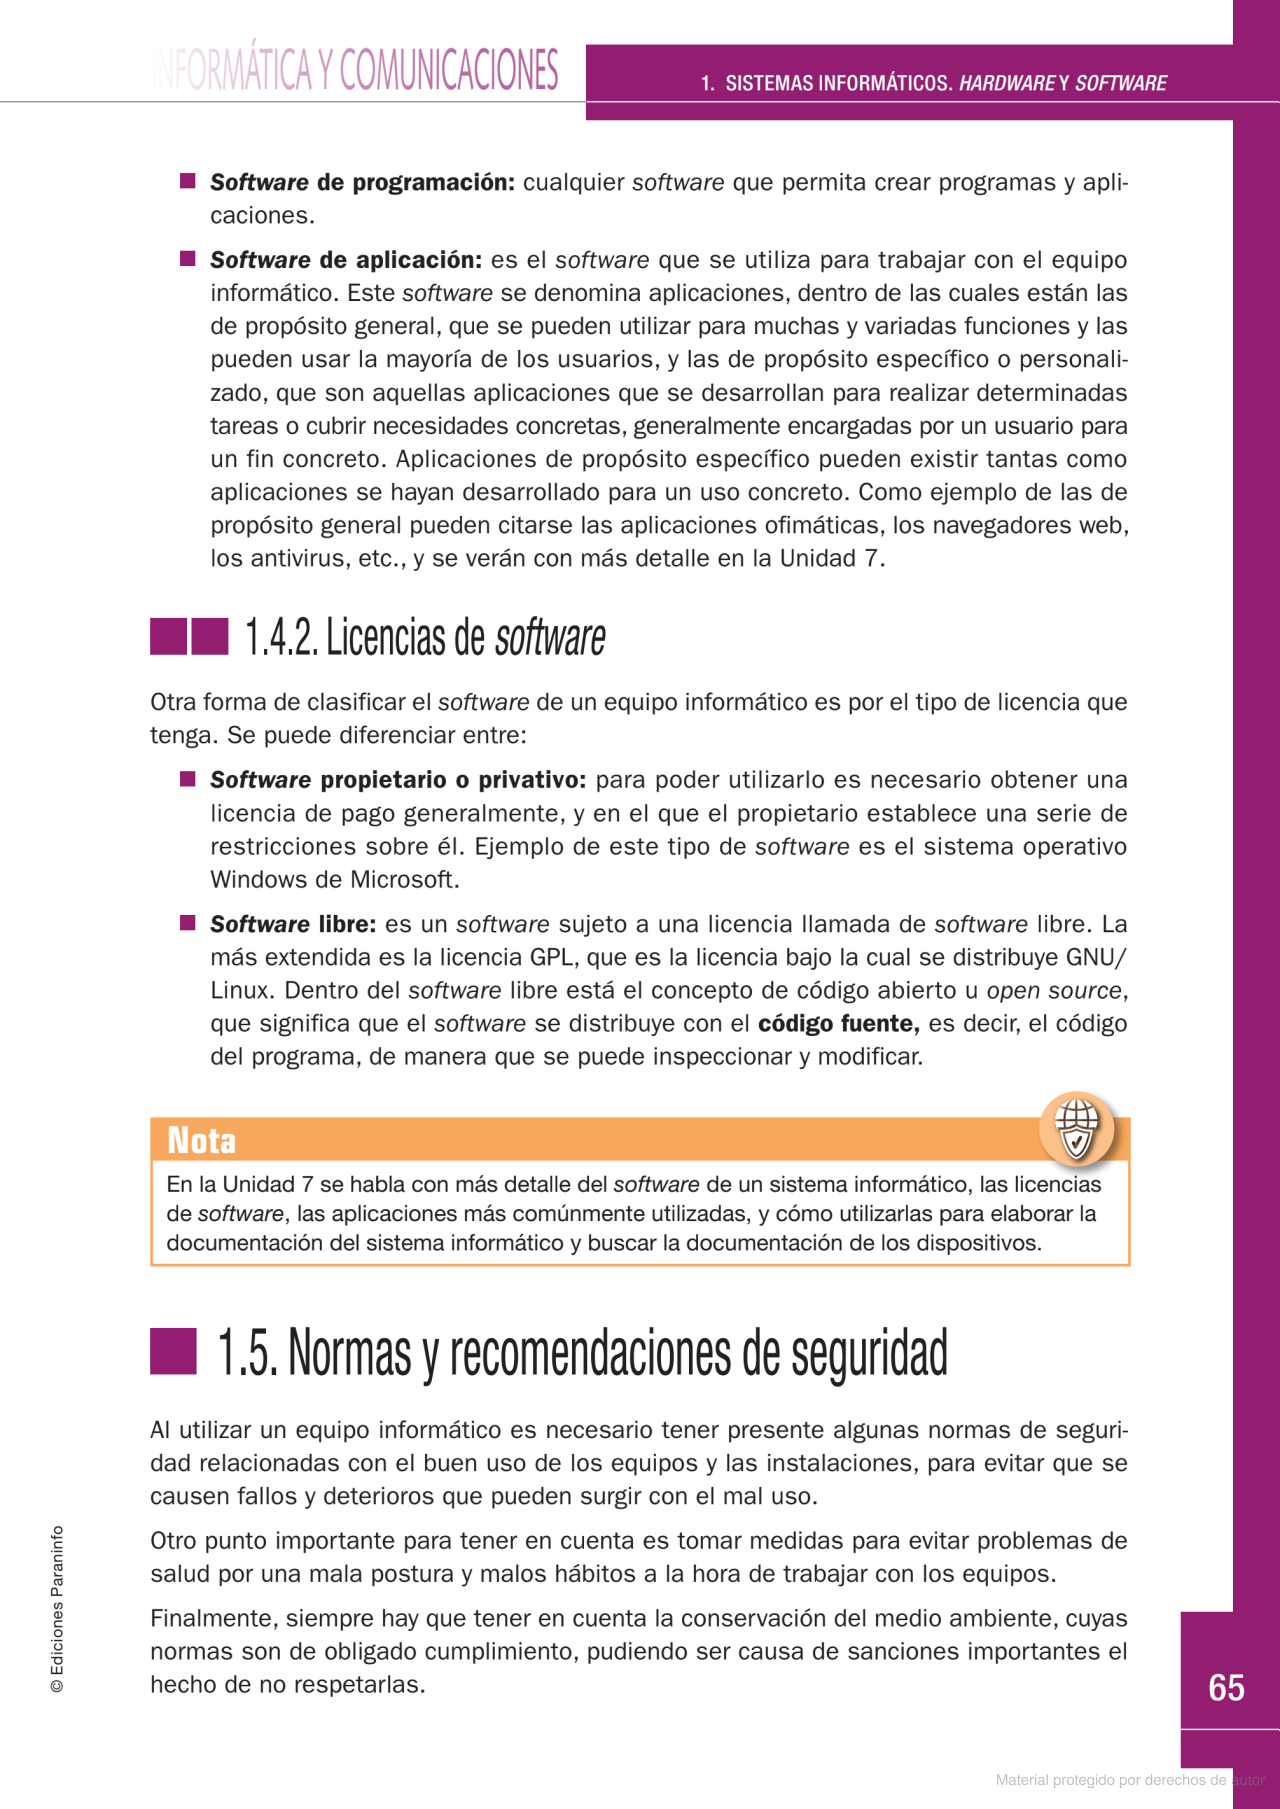 INFORMÁTICA Y COMUNICACIONES
1. SISTEMAS INFORMÁTICOS. HARDWARE Y SOFTWARE
Software de programación: cualquier software que permita crear programas y apli-
caciones.
Software de aplicación: es el software que se utiliza para trabajar con el equipo
informático. Este software se denomina aplicaciones, dentro de las cuales están las
de propósito general, que se pueden utilizar para muchas y variadas funciones y las
pueden usar la mayoría de los usuarios, y las de propósito específico o personali-
zado, que son aquellas aplicaciones que se desarrollan para realizar determinadas
tareas o cubrir necesidades concretas, generalmente encargadas por un usuario para
un fin concreto. Aplicaciones de propósito específico pueden existir tantas como
aplicaciones se hayan desarrollado para un uso concreto. Como ejemplo de las de
propósito general pueden citarse las aplicaciones ofimáticas, los navegadores web,
los antivirus, etc., y se verán con más detalle en la Unidad 7.
1.4.2. Licencias de software
Otra forma de clasificar el software de un equipo informático es por el tipo de licencia que
tenga. Se puede diferenciar entre:
Software propietario o privativo: para poder utilizarlo es necesario obtener una
licencia de pago generalmente, y en el que el propietario establece una serie de
restricciones sobre él. Ejemplo de este tipo de software es el sistema operativo
Windows de Microsoft.
Software libre: es un software sujeto a una licencia llamada de software libre. La
más extendida es la licencia GPL, que es la licencia bajo la cual se distribuye GNU/
Linux. Dentro del software libre está el concepto de código abierto u open source,
que significa que el software se distribuye con el código fuente, es decir, el código
del programa, de manera que se puede inspeccionar y modificar.
Nota
En la Unidad 7 se habla con más detalle del software de un sistema informático, las licencias
de software, las aplicaciones más comúnmente utilizadas, y cómo utilizarlas para elaborar la
documentación del sistema informático y buscar la documentación de los dispositivos.
1.5. Normas y recomendaciones de seguridad
Al utilizar un equipo informático es necesario tener presente algunas normas de seguri-
dad relacionadas con el buen uso de los equipos y las instalaciones, para evitar que se
causen fallos y deterioros que pueden surgir con el mal uso.
Otro punto importante para tener en cuenta es tomar medidas para evitar problemas de
salud por una mala postura y malos hábitos a la hora de trabajar con los equipos.
Finalmente, siempre hay que tener en cuenta la conservación del medio ambiente, cuyas
normas son de obligado cumplimiento, pudiendo ser causa de sanciones importantes el
hecho de no respetarlas.
© Ediciones Paraninfo
65
Material protegido por derechos de autor